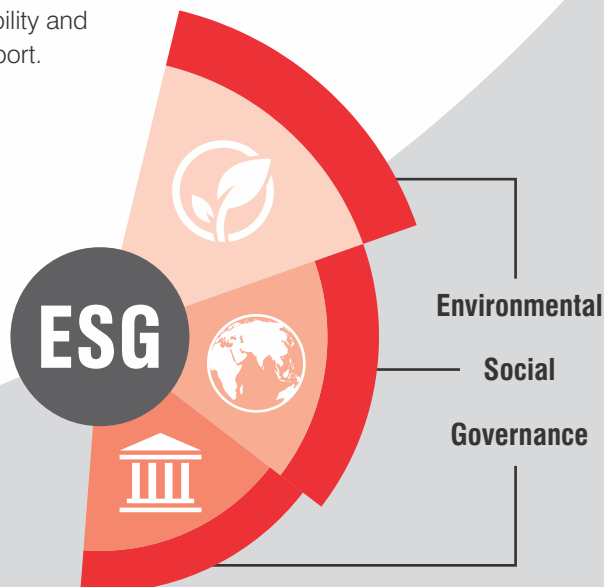 bility and
port.
ESG
Environmental
Social
Governance